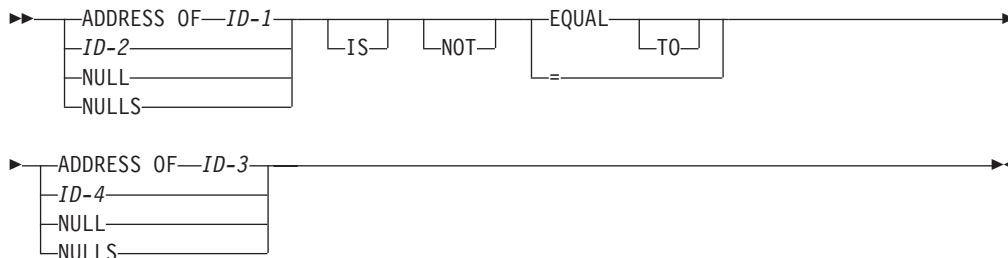 ADDRESS OF ID-1 IS NOT EQUAL TO
ID-2 =
NULL
NULLS
ADDRESS OF ID-3
ID-4
NULL
NULLS